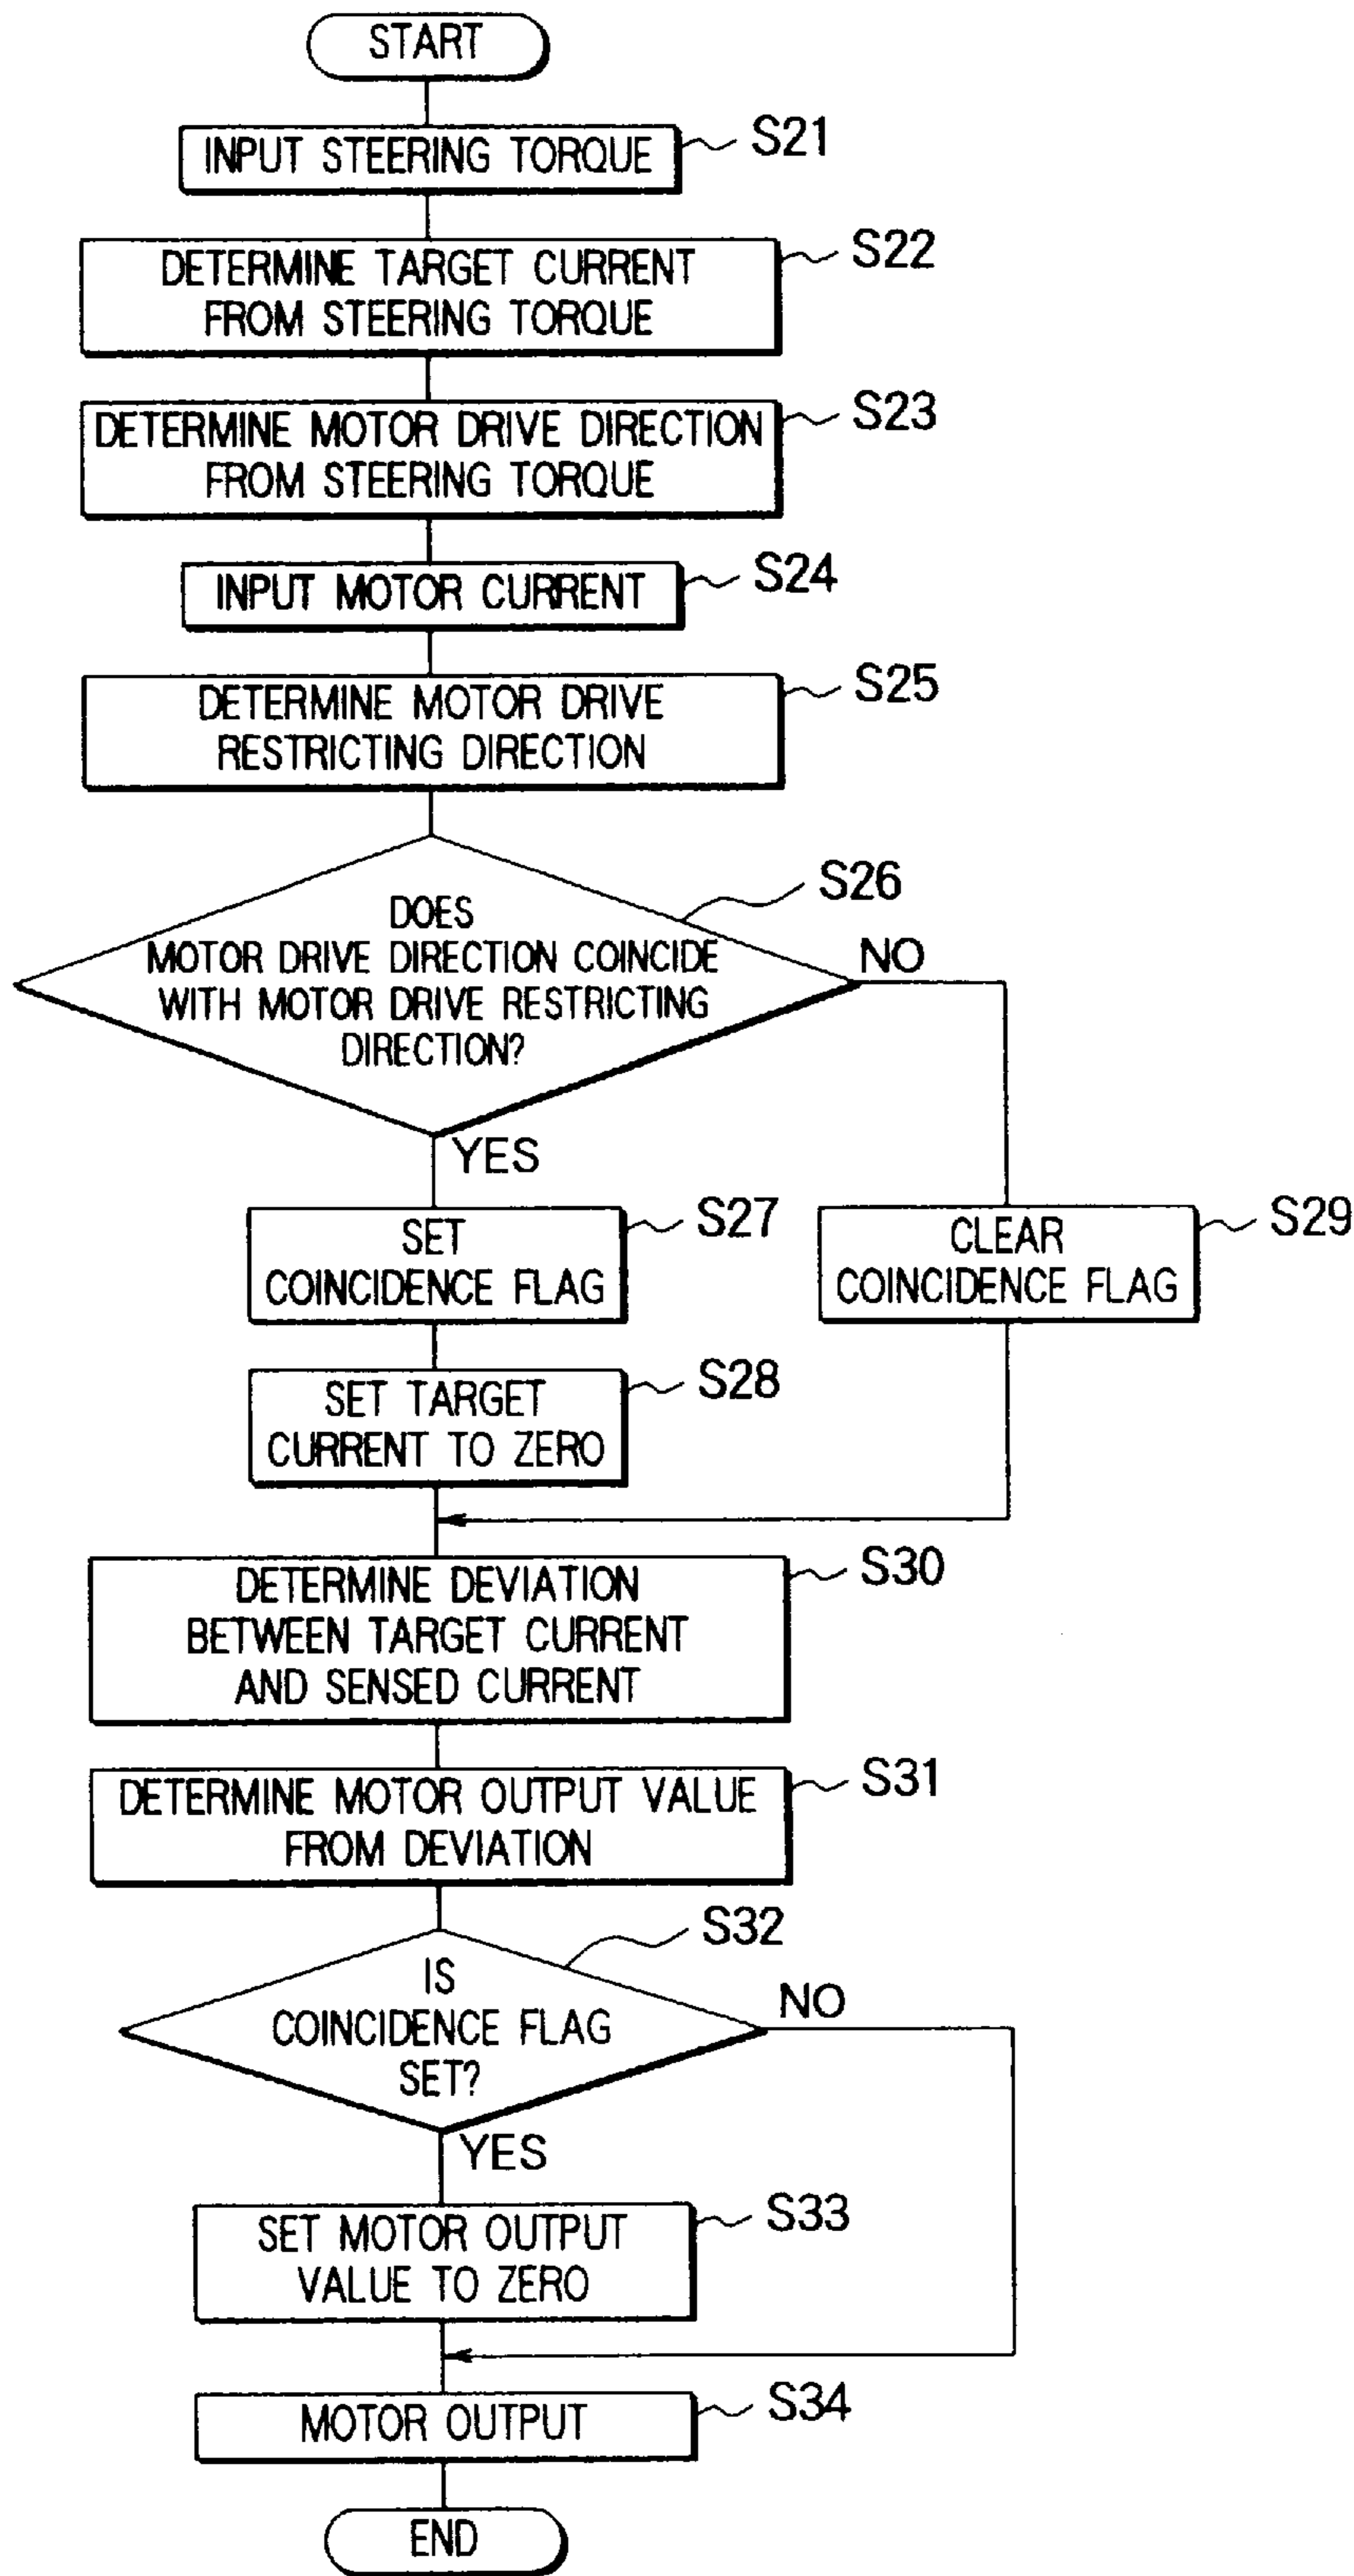 START
INPUT STEERING TORQUE
S21
DETERMINE TARGET CURRENT
FROM STEERING TORQUE
S22
DETERMINE MOTOR DRIVE DIRECTION
FROM STEERING TORQUE
S23
INPUT MOTOR CURRENT
S24
DETERMINE MOTOR DRIVE
RESTRICTING DIRECTION
S25
DOES
MOTOR DRIVE DIRECTION COINCIDE
WITH MOTOR DRIVE RESTRICTING
DIRECTION?
S26
NO
YES
SET
COINCIDENCE FLAG
S27
CLEAR
COINCIDENCE FLAG
S29
SET TARGET
CURRENT TO ZERO
S28
DETERMINE DEVIATION
BETWEEN TARGET CURRENT
AND SENSED CURRENT
S30
DETERMINE MOTOR OUTPUT VALUE
FROM DEVIATION
S31
IS
COINCIDENCE FLAG
SET?
S32
NO
YES
SET MOTOR OUTPUT
VALUE TO ZERO
S33
MOTOR OUTPUT
S34
END